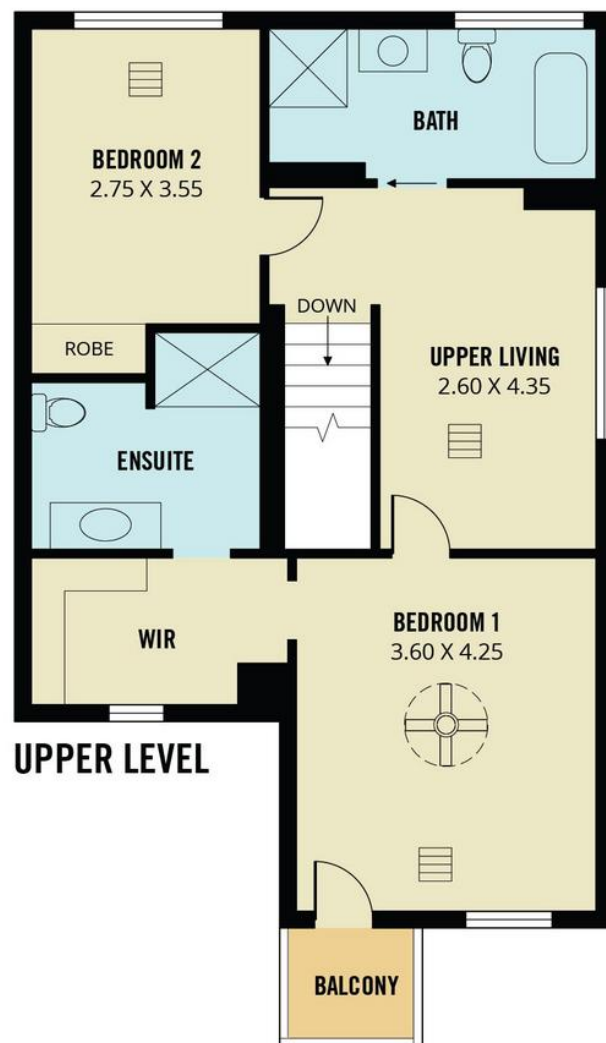 BATH
BEDROOM 2
2.75 X 3.55
DOWN
ROBE
UPPER LIVING
2.60 X 4.35
ENSUITE
BEDROOM 1
3.60 X 4.25
WIR
UPPER LEVEL
BALCONY